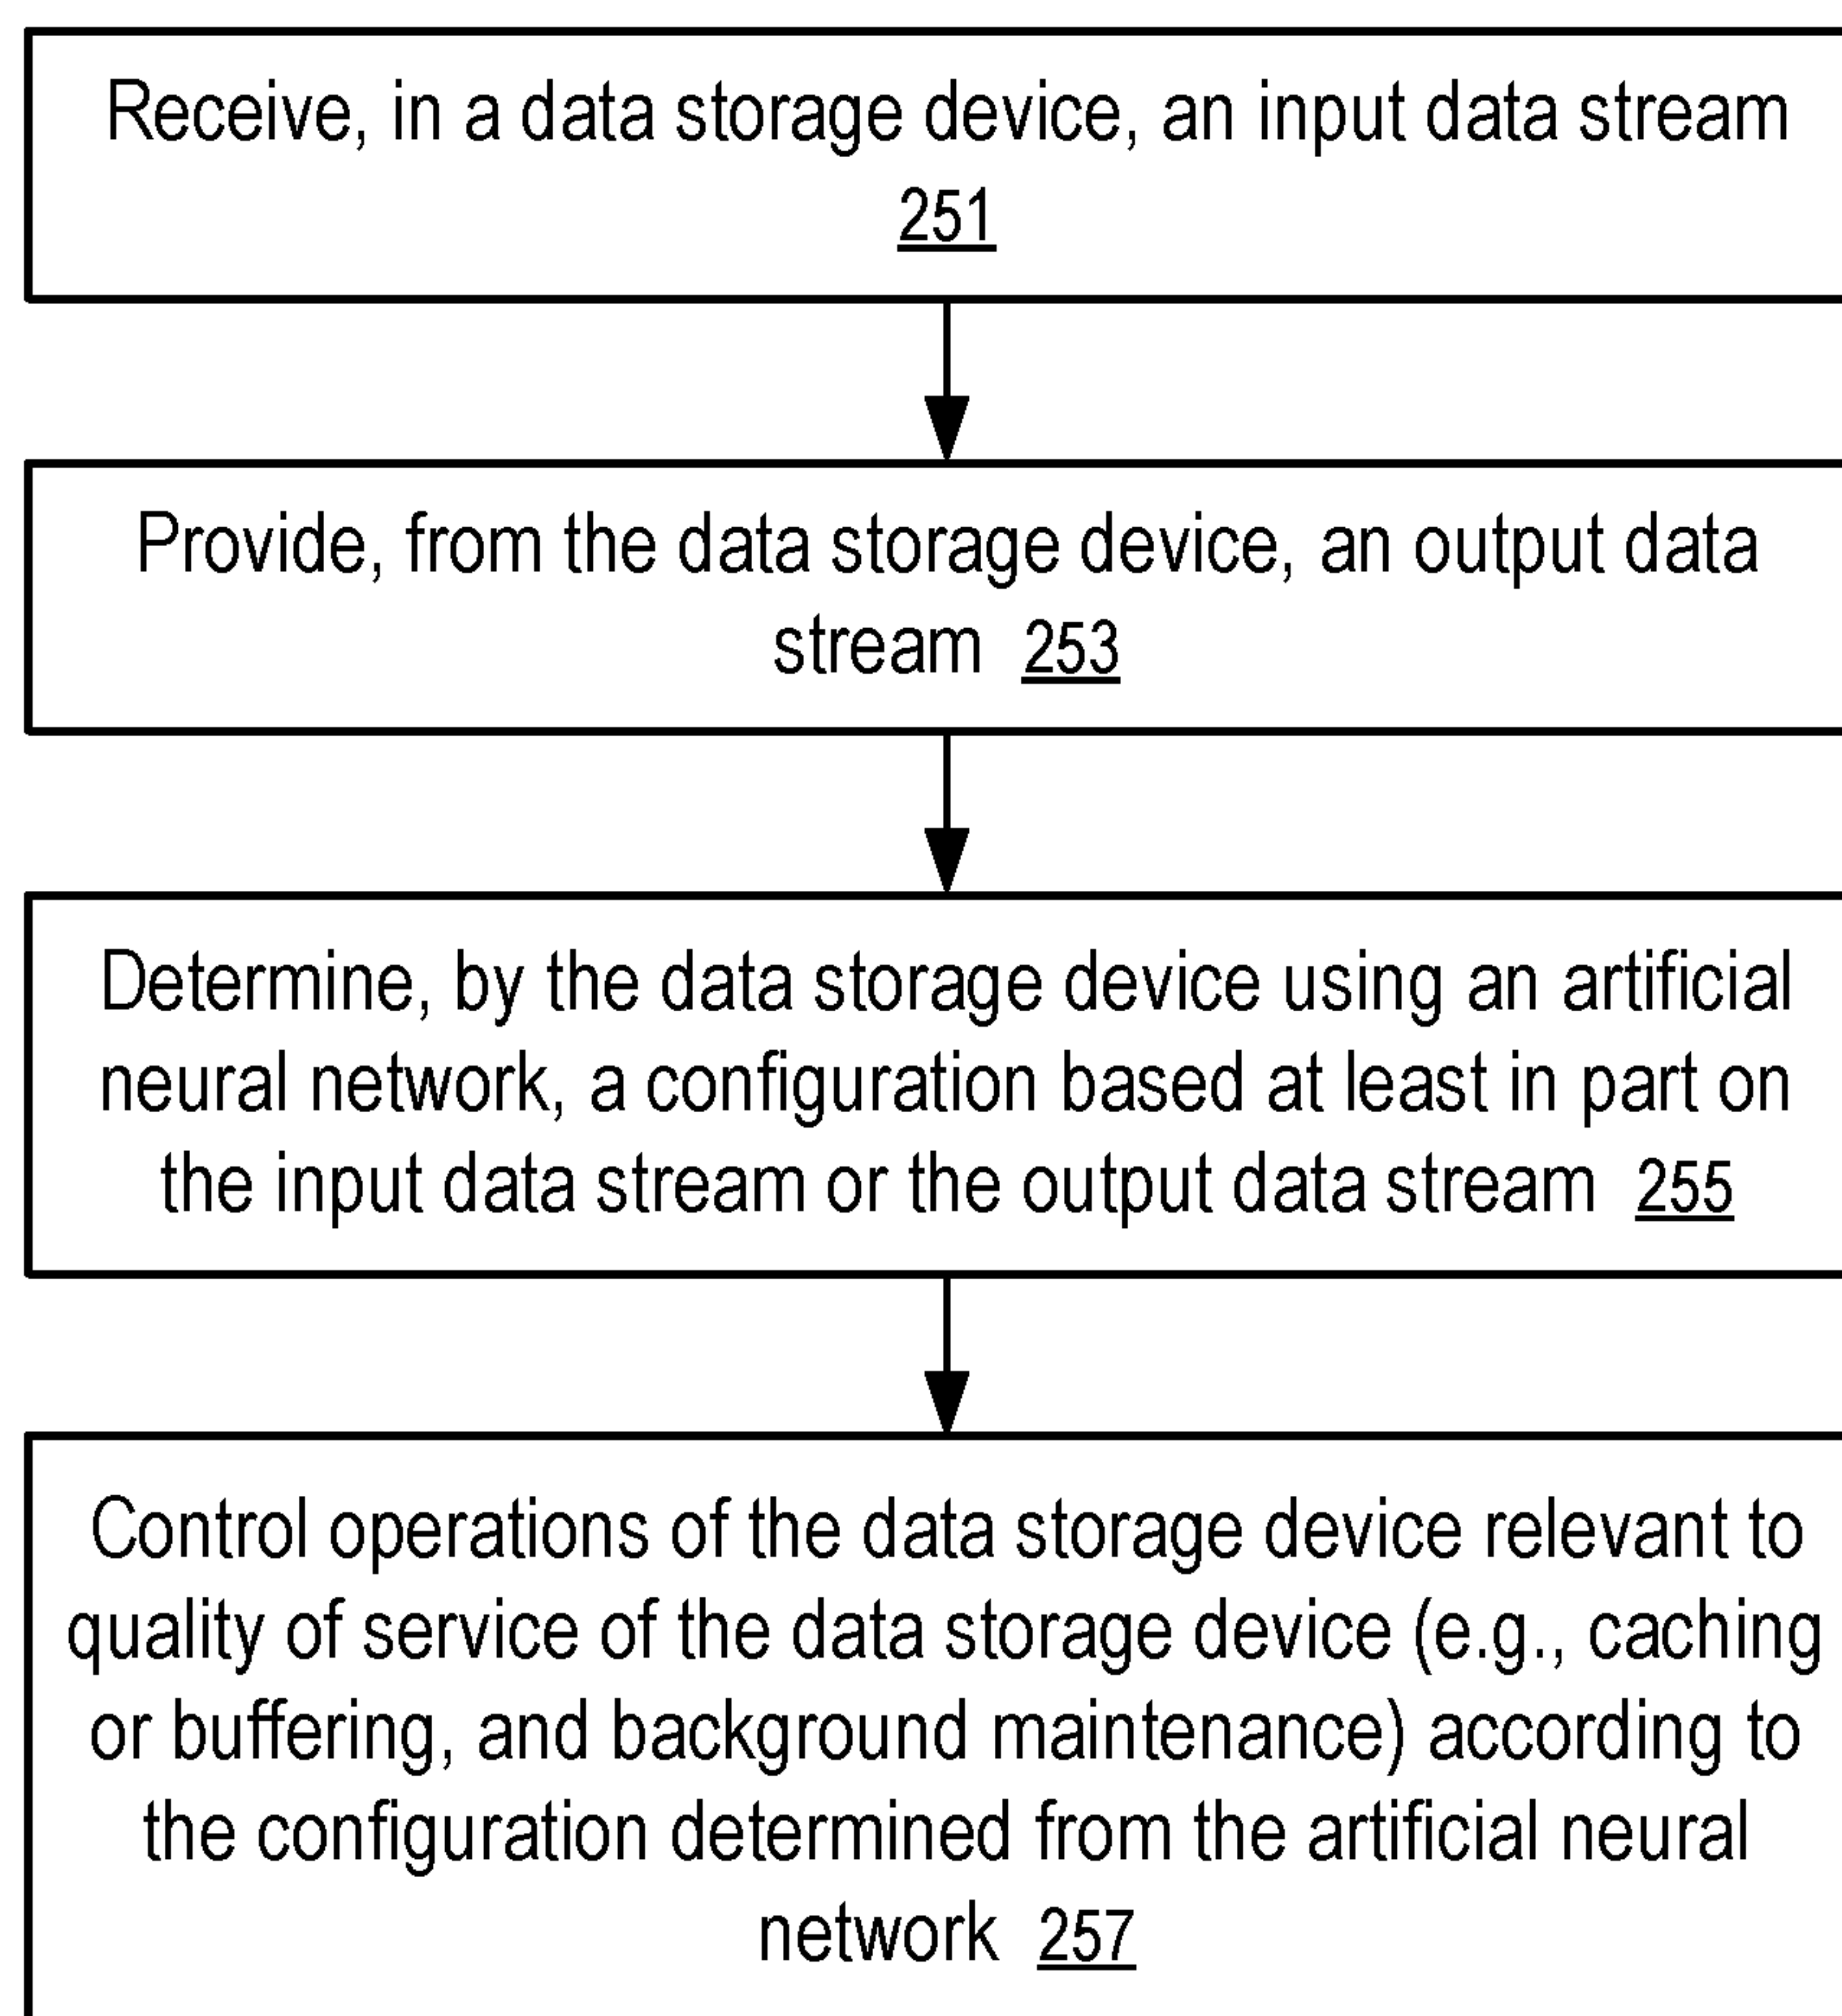 Receive, in a data storage device, an input data stream
251
Provide, from the data storage device, an output data
stream 253
Determine, by the data storage device using an artificial
neural network, a configuration based at least in part on
the input data stream or the output data stream 255
Control operations of the data storage device relevant to
quality of service of the data storage device (e.g., caching
or buffering, and background maintenance) according to
the configuration determined from the artificial neural
network 257